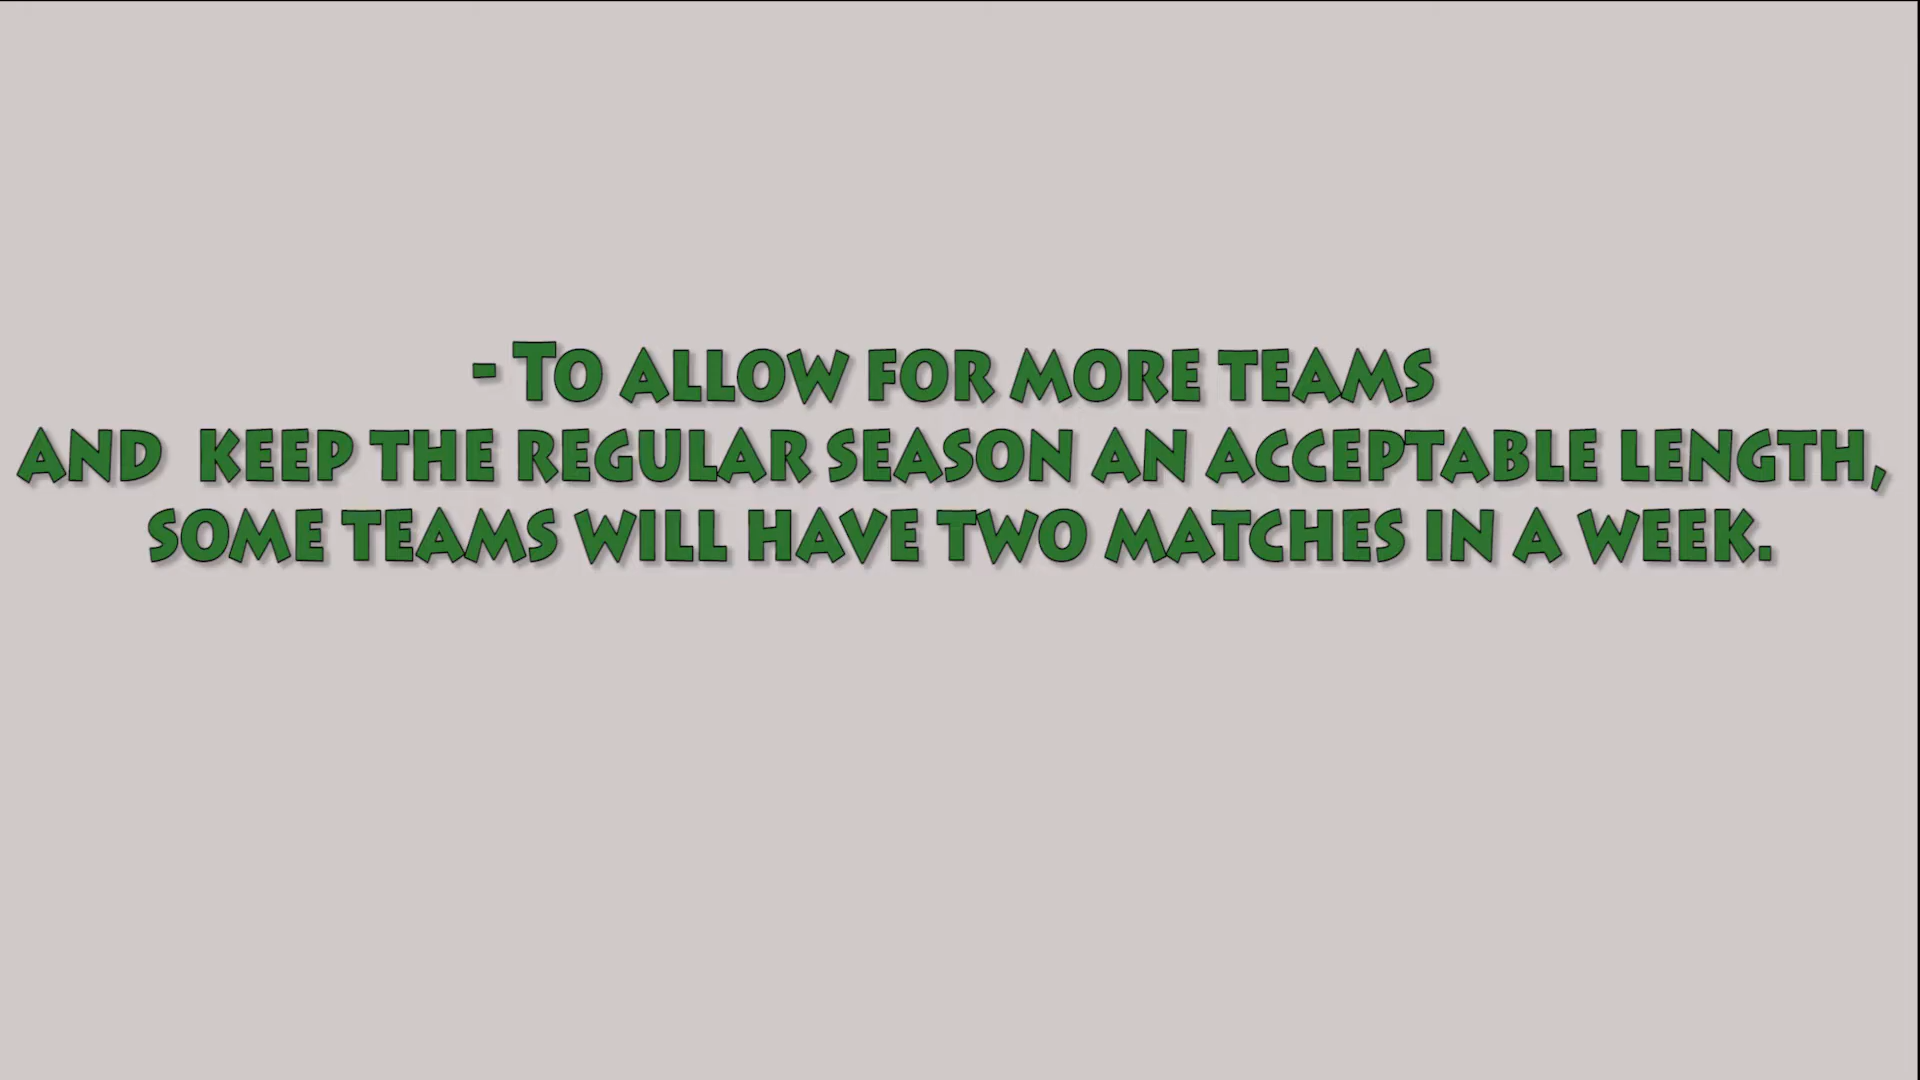 - To allow for more teams
and  keep the regular season an acceptable length,
some teams will have two matches in a week.